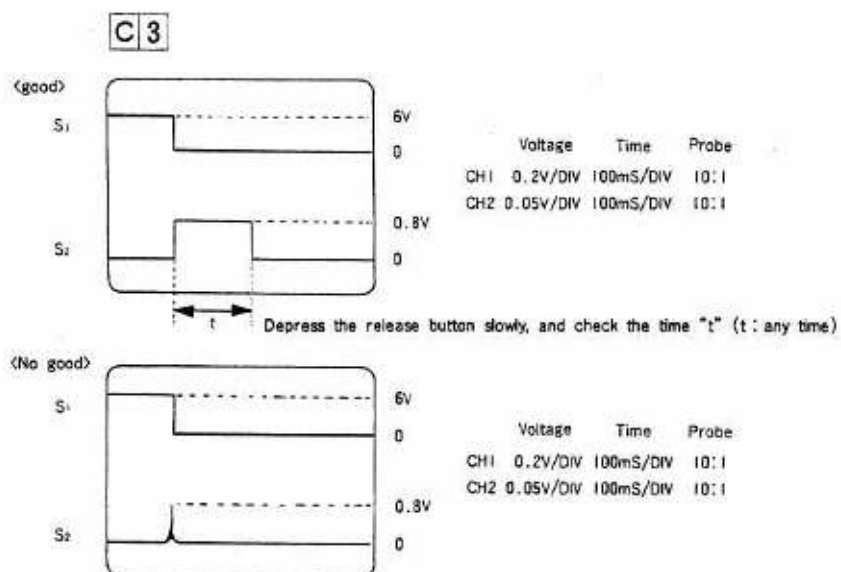 C 3
<good>
S₁ 6V
0
Voltage Time Probe
CH1 0.2V/DIV 100mS/DIV 10:1
CH2 0.05V/DIV 100mS/DIV 10:1
0.8V
S₂ 0
t Depress the release button slowly, and check the time "t" (t : any time)
<No good>
S₁ 6V
0
Voltage Time Probe
CH1 0.2V/DIV 100mS/DIV 10:1
CH2 0.05V/DIV 100mS/DIV 10:1
0.8V
S₂ 0